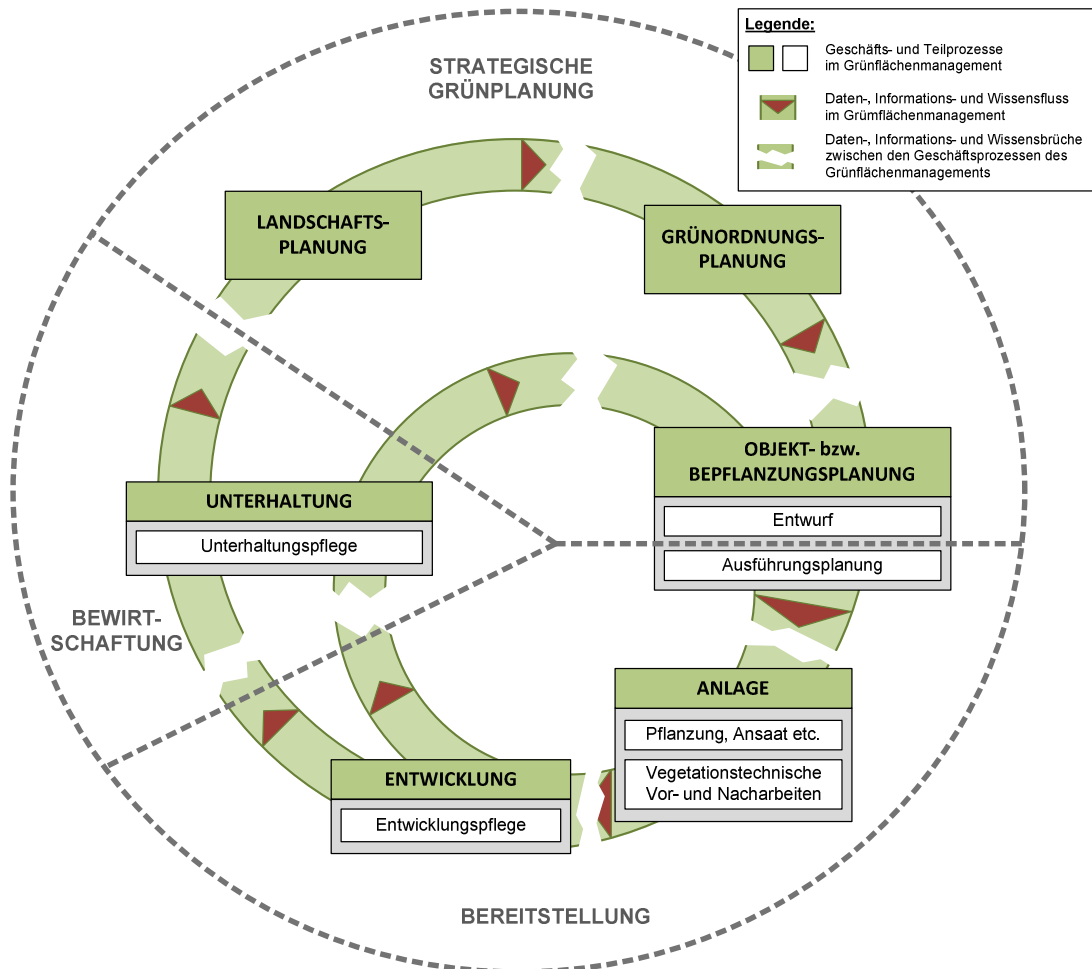 Legende:
Geschäfts- und Teilprozesse
im Grünflächenmanagement
Daten-, Informations- und Wissensfluss
im Grümflächenmanagement
Daten-, Informations- und Wissensbrüche
zwischen den Geschäftsprozessen des
Grünflächenmanagements
STRATEGISCHE
GRÜNPLANUNG
LANDSCHAFTS-
PLANUNG
GRÜNORDNUNGS-
PLANUNG
OBJEKT- bzw.
BEPFLANZUNGSPLANUNG
Entwurf
Ausführungsplanung
UNTERHALTUNG
Unterhaltungspflege
BEWIRT-
SCHAFTUNG
ANLAGE
Pflanzung, Ansaat etc.
Vegetationstechnische
Vor- und Nacharbeiten
ENTWICKLUNG
Entwicklungspflege
BEREITSTELLUNG